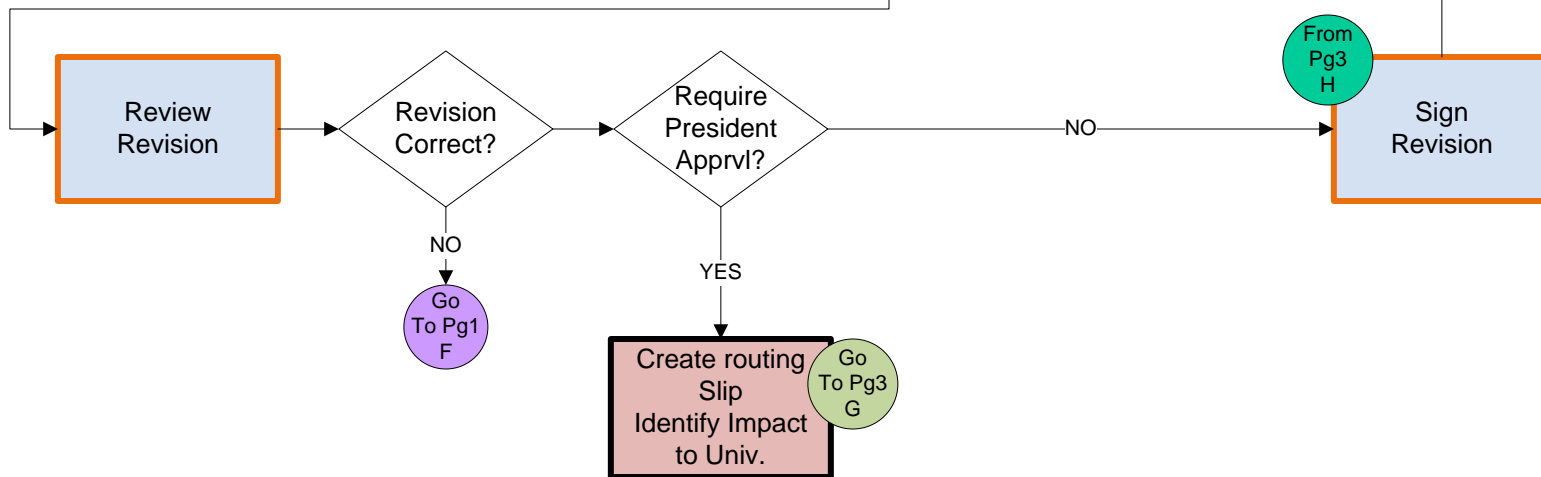 Review
Revision
Revision
Correct?
Require
President
Apprvl?
NO
From
Pg3
H
Sign
Revision
NO
Go
To Pg1
F
YES
Create routing
Slip
Identify Impact
to Univ.
Go
To Pg3
G